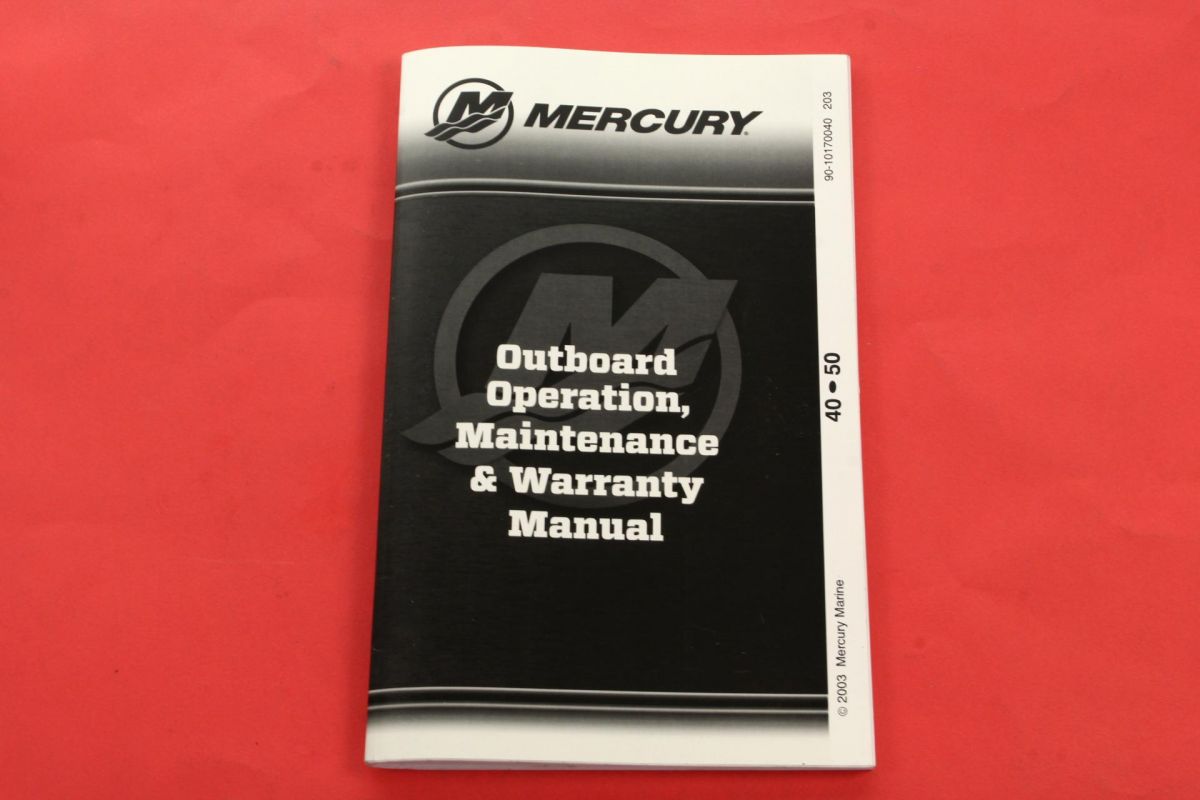 MERCURY
Outboard
Operation,
Maintenance
& Warranty
Manual
90-10170040 203
40 • 50
© 2003 Mercury Marine